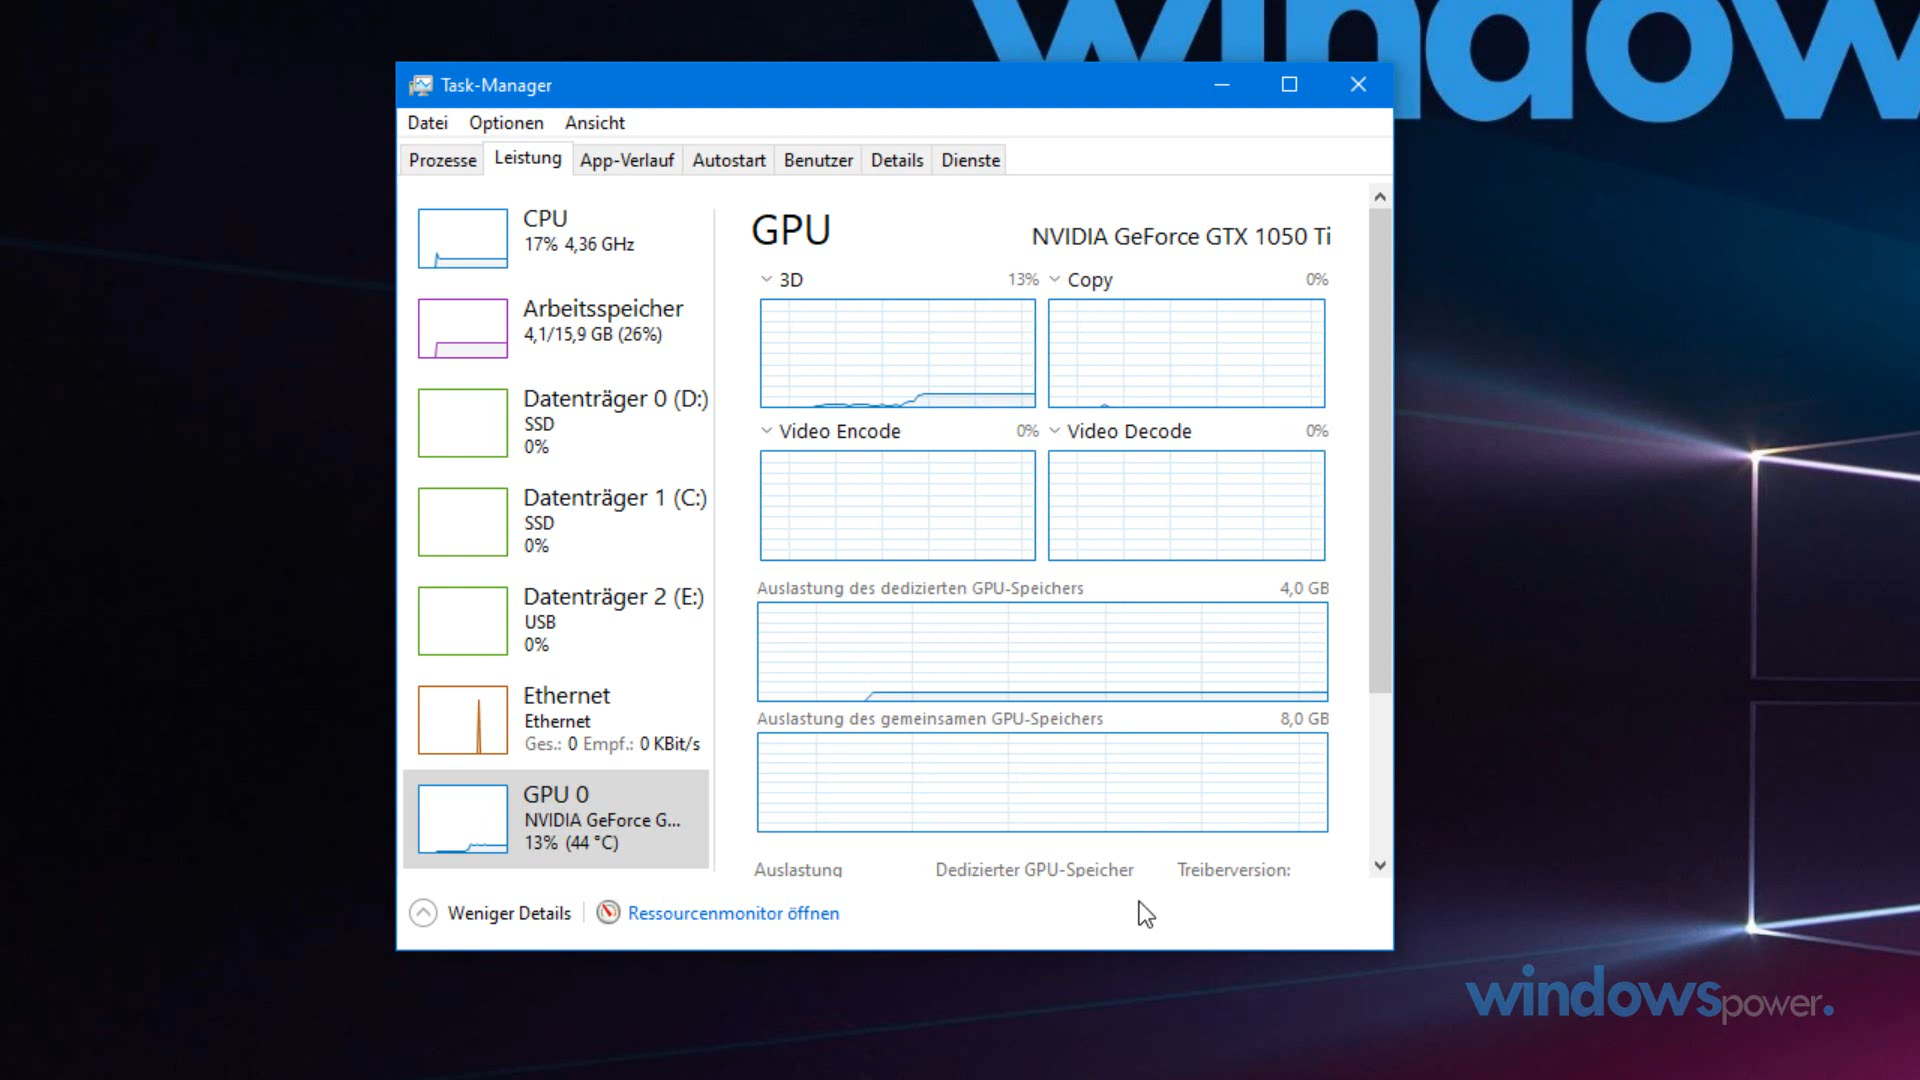 windows
Task-Manager
Datei Optionen Ansicht
Prozesse Leistung App-Verlauf Autostart Benutzer Details Dienste
CPU
17% 4,36 GHz
Arbeitsspeicher
4,1/15,9 GB (26%)
Datenträger 0 (D:)
SSD
0%
Datenträger 1 (C:)
SSD
0%
Datenträger 2 (E:)
USB
0%
Ethernet
Ethernet
Ges.: 0 Empf.: 0 KBit/s
GPU 0
NVIDIA GeForce G...
13% (44 °C)
GPU NVIDIA GeForce GTX 1050 Ti
3D 13% Copy 0%
Video Encode 0% Video Decode 0%
Auslastung des dedizierten GPU-Speichers 4,0 GB
Auslastung des gemeinsamen GPU-Speichers 8,0 GB
Auslastung Dedizierter GPU-Speicher Treiberversion:
Weniger Details Ressourcenmonitor öffnen
windowspower.